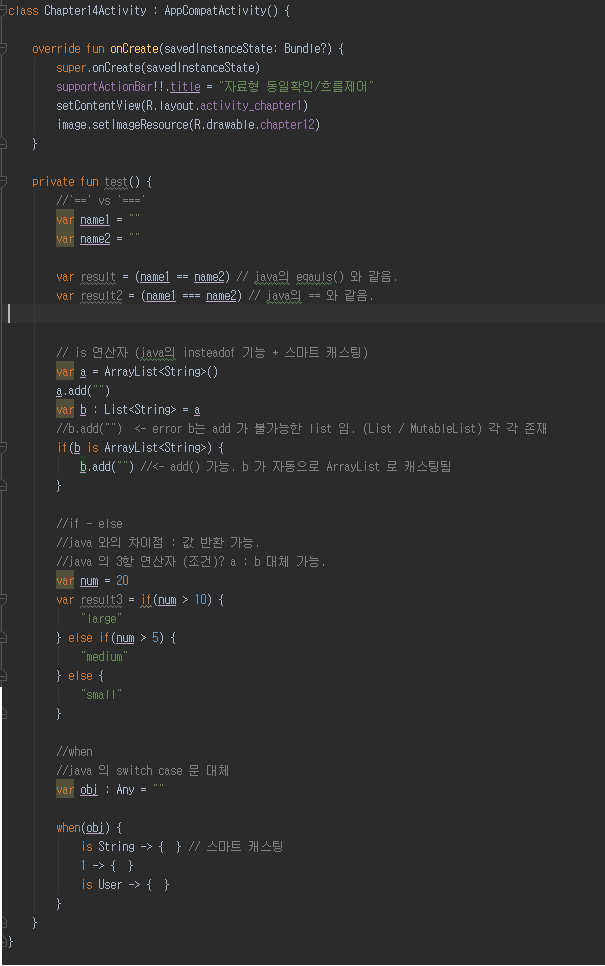 class Chapter14Activity : AppCompatActivity() {
override fun onCreate(savedInstanceState: Bundle?) {
super.onCreate(savedInstanceState)
supportActionBar!!.title = "자료형 동일확인/흐름제어"
setContentView(R.layout.activity_chapter1)
image.setImageResource(R.drawable.chapter12)
}
private fun test() {
//'==' vs '==='
var name1 = ""
var name2 = ""
var result = (name1 == name2) // java의 eqauls() 와 같음.
var result2 = (name1 === name2) // java의 == 와 같음.
// is 연산자 (java의 insteadof 기능 + 스마트 캐스팅)
var a = ArrayList<String>()
a.add("")
var b : List<String> = a
//b.add("") <- error b는 add 가 불가능한 list 임. (List / MutableList) 각 각 존재
if(b is ArrayList<String>) {
b.add("") //<- add() 가능. b 가 자동으로 ArrayList 로 캐스팅됨
}
//if - else
//java 와의 차이점 : 값 반환 가능.
//java 의 3항 연산자 (조건)? a : b 대체 가능.
var num = 20
var result3 = if(num > 10) {
"large"
} else if(num > 5) {
"medium"
} else {
"small"
}
//when
//java 의 switch case 문 대체
var obj : Any = ""
when(obj) {
is String -> { } // 스마트 캐스팅
1 -> { }
is User -> { }
}
}
}